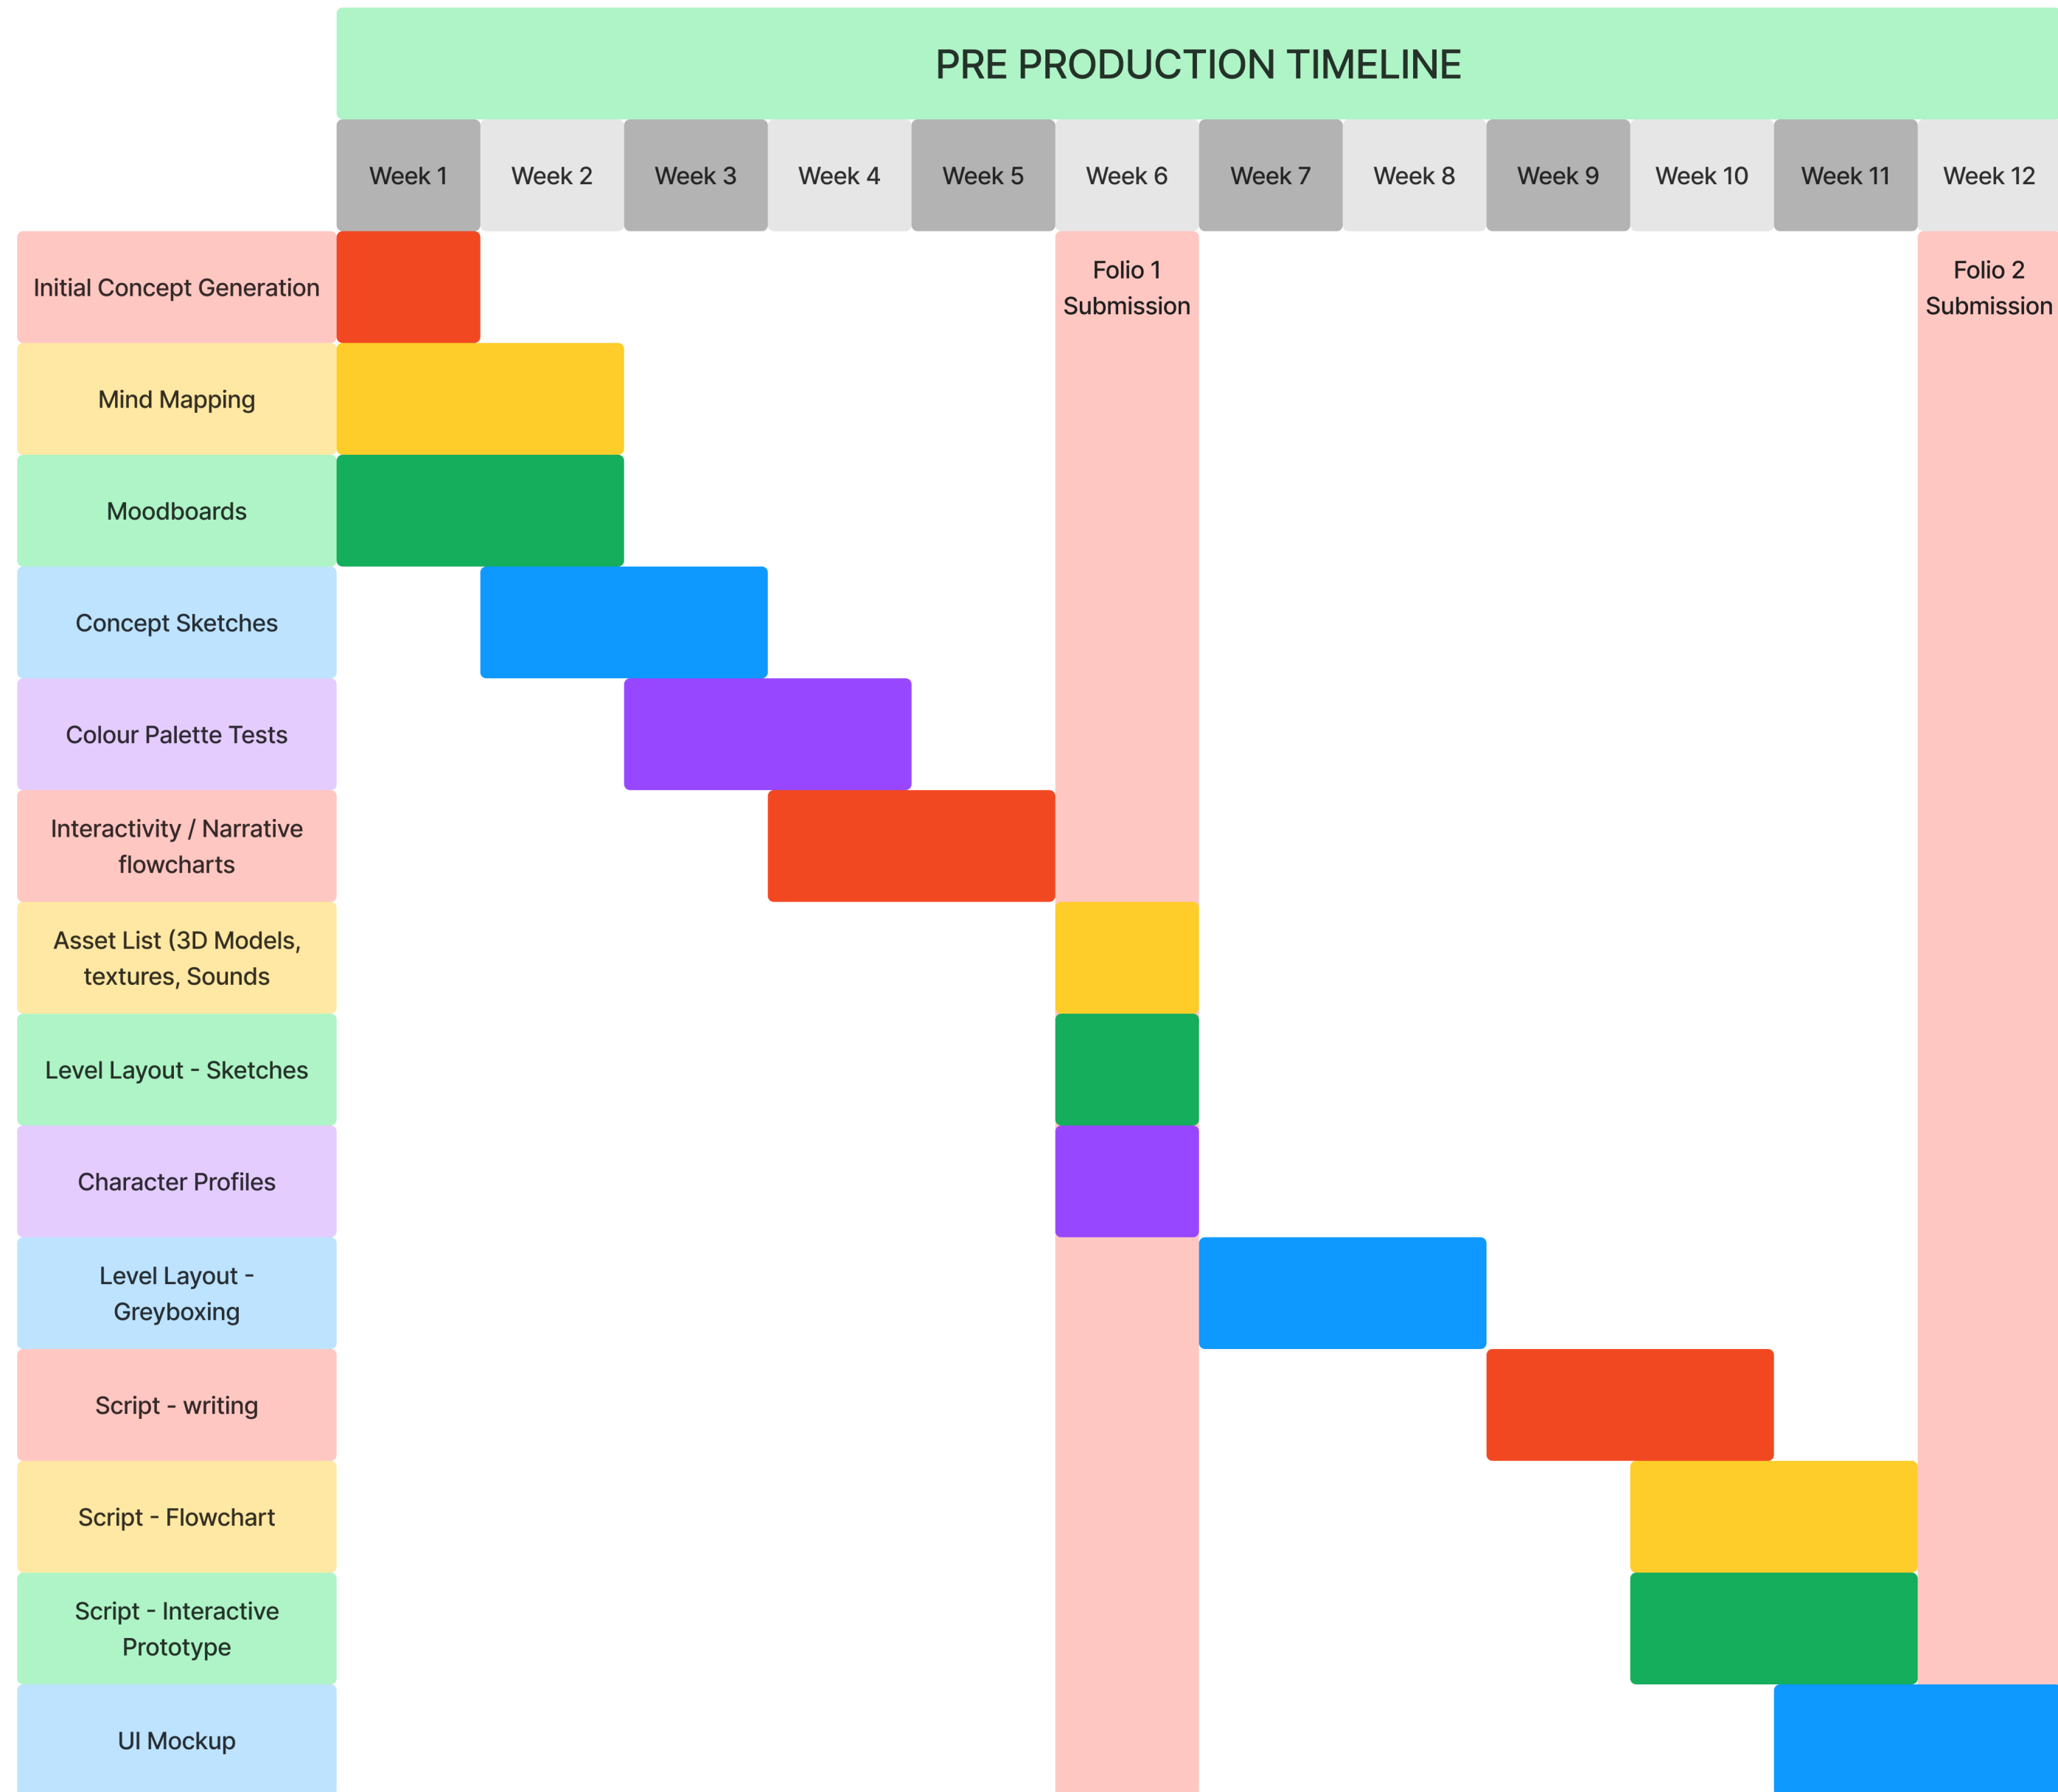 PRE PRODUCTION TIMELINE
Week 1
Week 2
Week 3
Week 4
Week 5
Week 6
Week 7
Week 8
Week 9
Week 10
Week 11
Week 12
Initial Concept Generation
Folio 1
Submission
Folio 2
Submission
Mind Mapping
Moodboards
Concept Sketches
Colour Palette Tests
Interactivity / Narrative
flowcharts
Asset List (3D Models,
textures, Sounds
Level Layout - Sketches
Character Profiles
Level Layout -
Greyboxing
Script - writing
Script - Flowchart
Script - Interactive
Prototype
UI Mockup